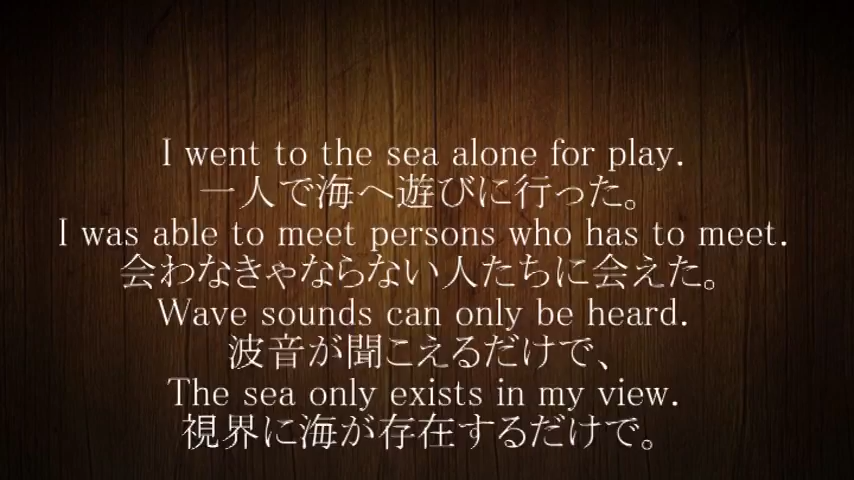 I went to the sea alone for play.
一人で海へ遊びに行った。
I was able to meet persons who has to meet.
会わなきゃならない人たちに会えた。
Wave sounds can only be heard.
波音が聞こえるだけで、
The sea only exists in my view.
視界に海が存在するだけで。